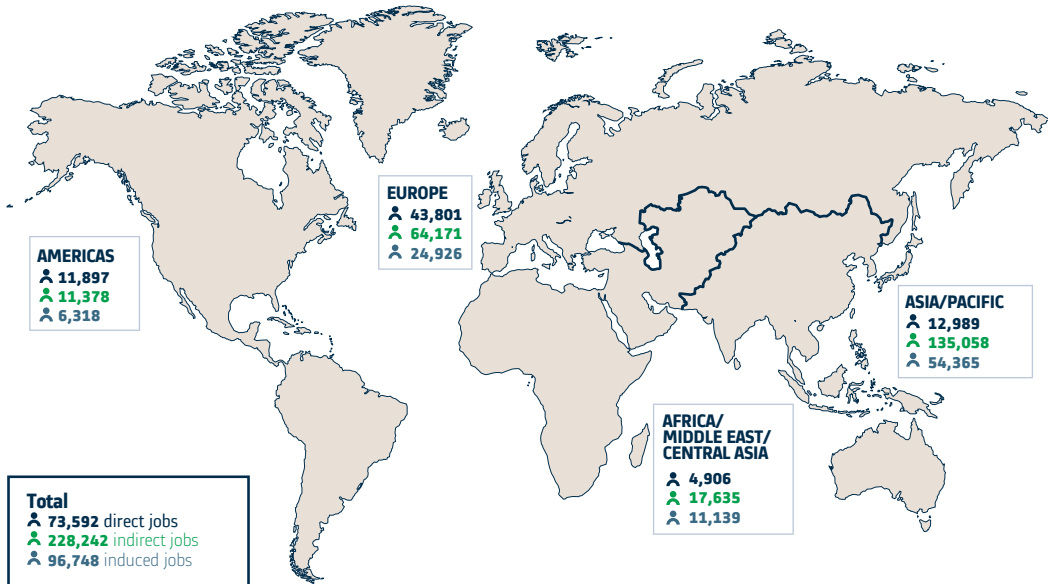 EUROPE
43,801
64,171
24,926
AMERICAS
11,897
11,378
6,318
ASIA/PACIFIC
12,989
135,058
54,365
AFRICA/
MIDDLE EAST/
CENTRAL ASIA
4,906
17,635
11,139
Total
73,592 direct jobs
228,242 indirect jobs
96,748 induced jobs